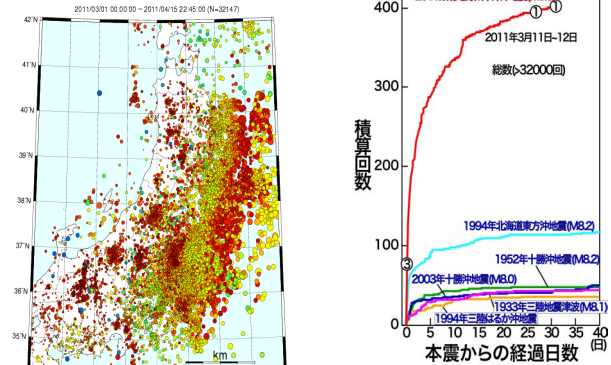 2011/03/01 00:00:00 ~ 2011/04/15 22:45:00 (N=32147)
42°N
41°N
40°N
39°N
38°N
37°N
36°N
35°N
km
400
300
200
100
0
積算回数
①
①
2011年3月11日~12日
総数(>32000回)
1994年北海道東方沖地震(M8.2)
③
1952年十勝沖地震(M8.2)
2003年十勝沖地震(M8.0)
1933年三陸地震津波(M8.1)
1994年三陸はるか沖地震
0 5 10 15 20 25 30 35 40
(日)
本震からの経過日数